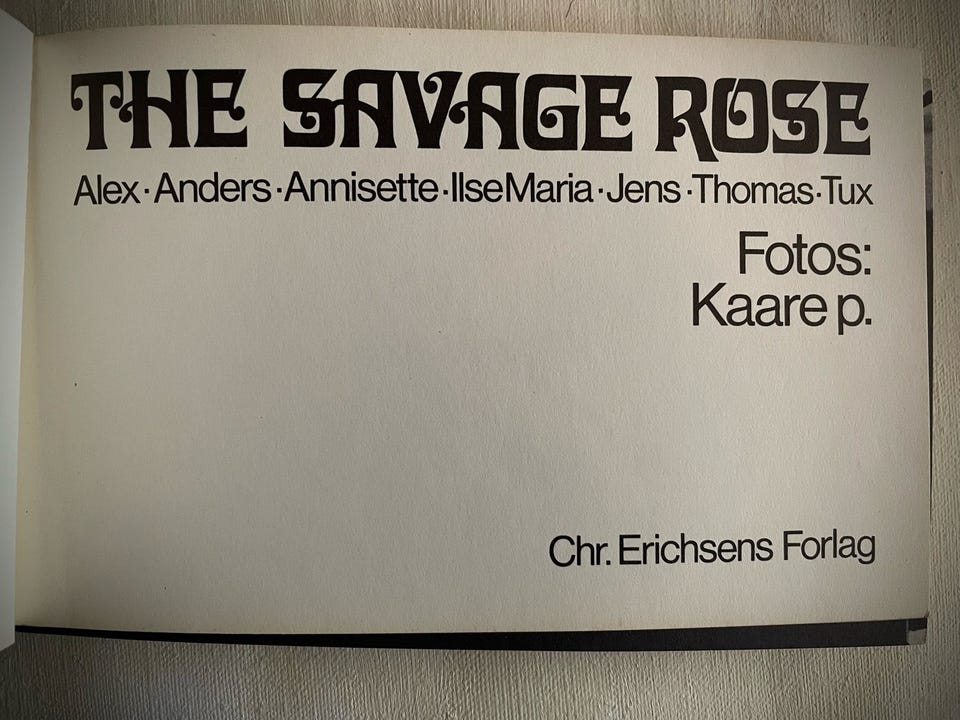 THE SAVAGE ROSE
Alex · Anders · Annisette · IlseMaria · Jens · Thomas · Tux
Fotos:
Kaare p.
Chr. Erichsens Forlag